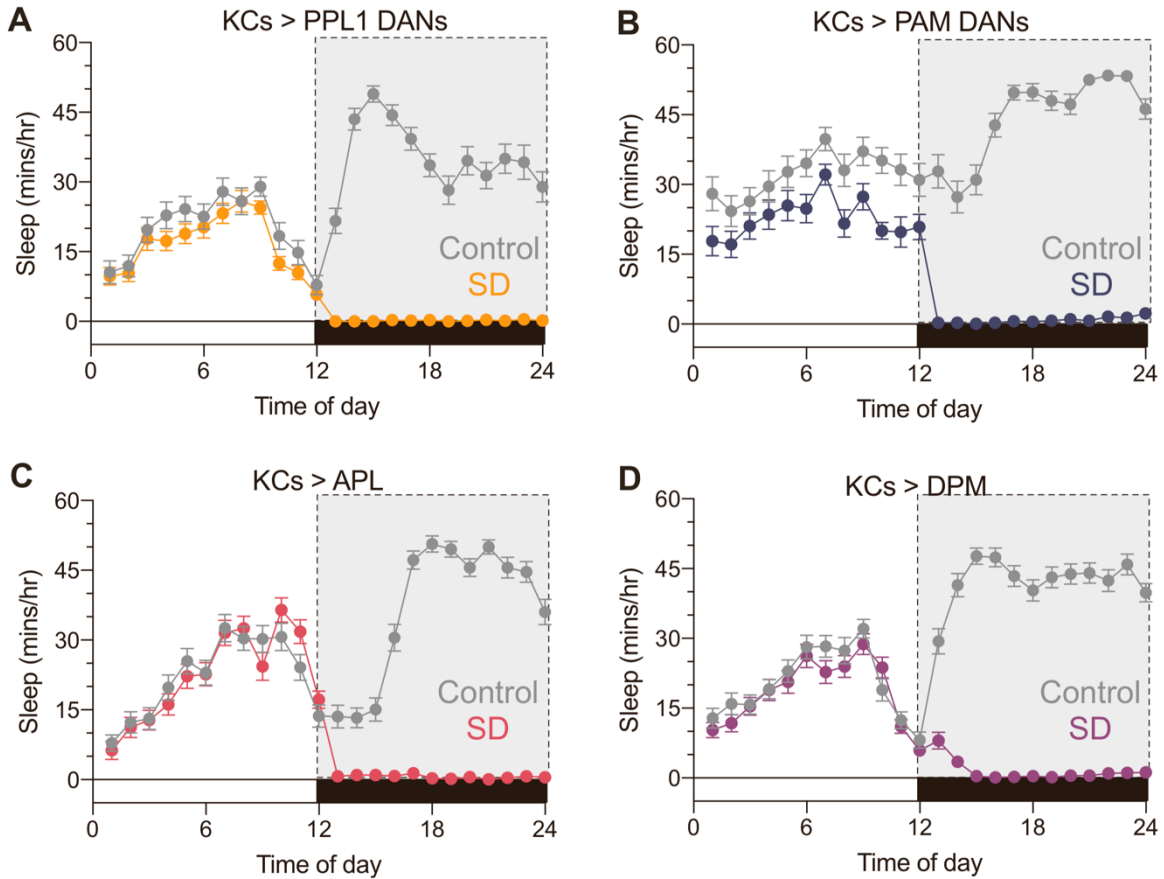 A
KCs > PPL1 DANs
Sleep (mins/hr)
60
45
30
15
0
Control
SD
0
6
12
18
24
Time of day
B
KCs > PAM DANs
Sleep (mins/hr)
60
45
30
15
0
Control
SD
0
6
12
18
24
Time of day
C
KCs > APL
Sleep (mins/hr)
60
45
30
15
0
Control
SD
0
6
12
18
24
Time of day
D
KCs > DPM
Sleep (mins/hr)
60
45
30
15
0
Control
SD
0
6
12
18
24
Time of day